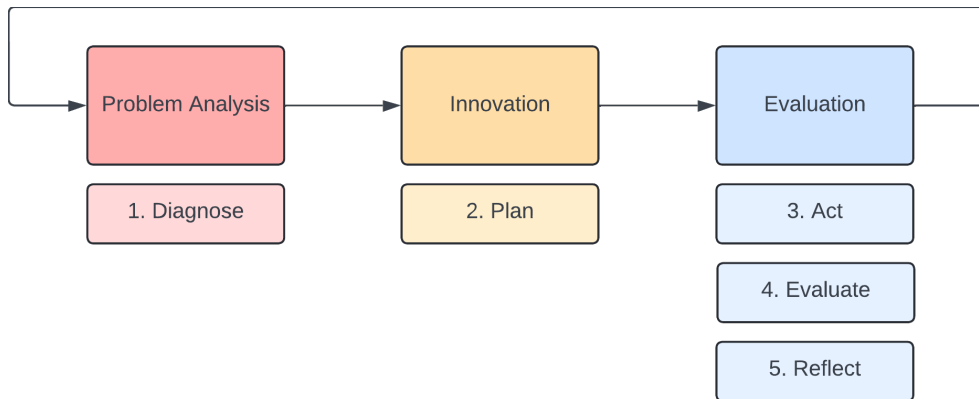 Problem Analysis
Innovation
Evaluation
1. Diagnose
2. Plan
3. Act
4. Evaluate
5. Reflect